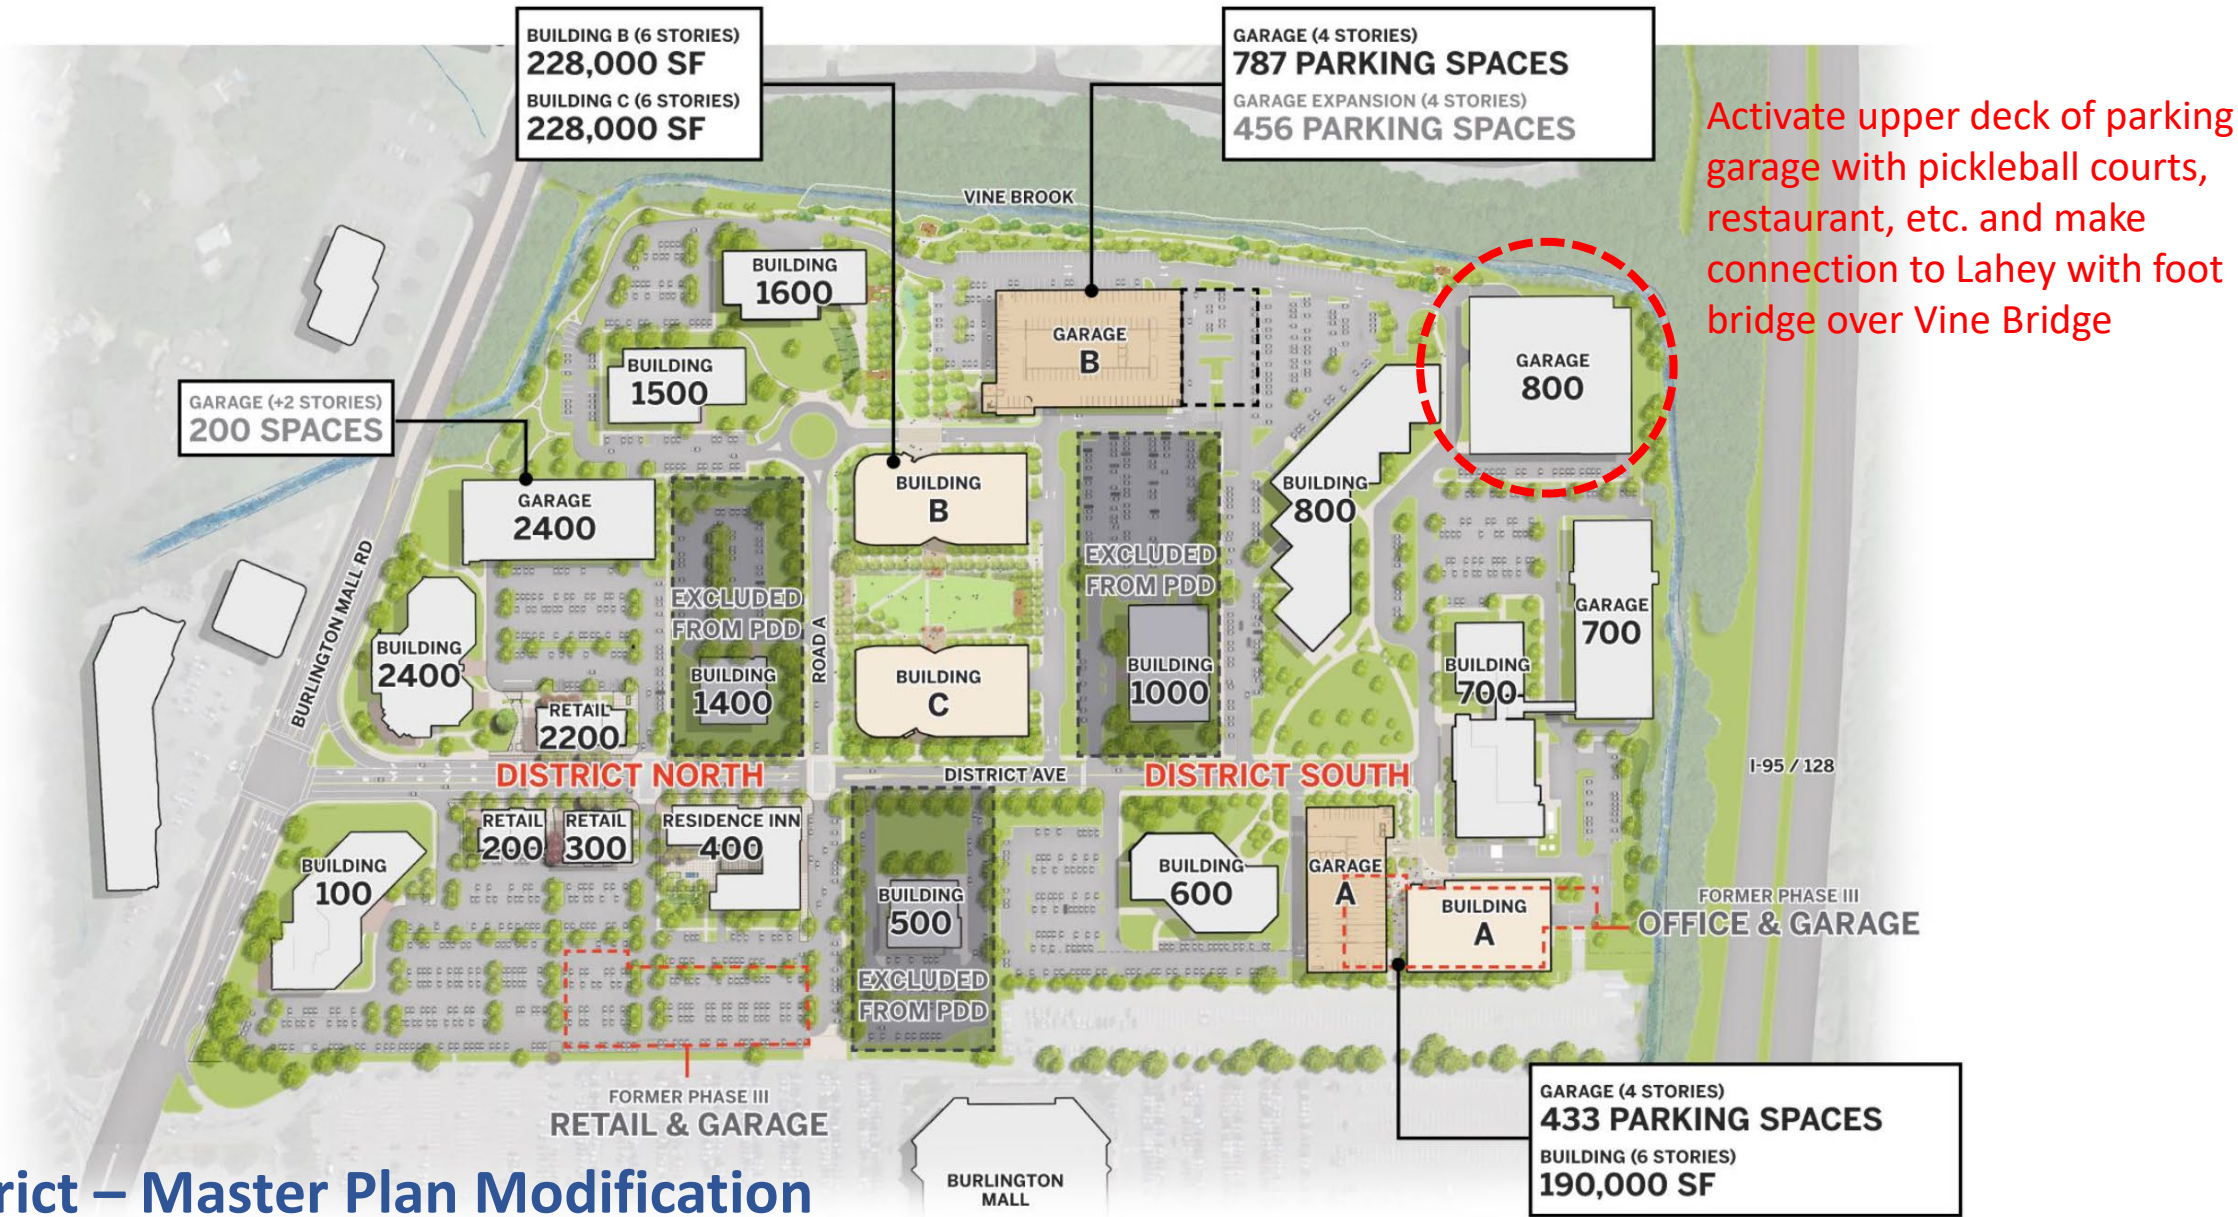 BUILDING B (6 STORIES)
228,000 SF
BUILDING C (6 STORIES)
228,000 SF
GARAGE (4 STORIES)
787 PARKING SPACES
GARAGE EXPANSION (4 STORIES)
456 PARKING SPACES
Activate upper deck of parking
garage with pickleball courts,
restaurant, etc. and make
connection to Lahey with foot
bridge over Vine Bridge
VINE BROOK
BUILDING
1600
GARAGE
B
BUILDING
1500
GARAGE
800
GARAGE (+2 STORIES)
200 SPACES
GARAGE
2400
BUILDING
B
BUILDING
800
EXCLUDED
FROM PDD
EXCLUDED
FROM PDD
BURLINGTON MALL RD
ROAD A
GARAGE
700
BUILDING
2400
BUILDING
1400
BUILDING
C
BUILDING
1000
BUILDING
700
RETAIL
2200
DISTRICT NORTH
DISTRICT AVE
DISTRICT SOUTH
I-95 / 128
RETAIL
200
RETAIL
300
RESIDENCE INN
400
BUILDING
100
BUILDING
500
BUILDING
600
GARAGE
A
BUILDING
A
FORMER PHASE III
OFFICE & GARAGE
EXCLUDED
FROM PDD
FORMER PHASE III
RETAIL & GARAGE
GARAGE (4 STORIES)
433 PARKING SPACES
BUILDING (6 STORIES)
190,000 SF
BURLINGTON
MALL
rict – Master Plan Modification